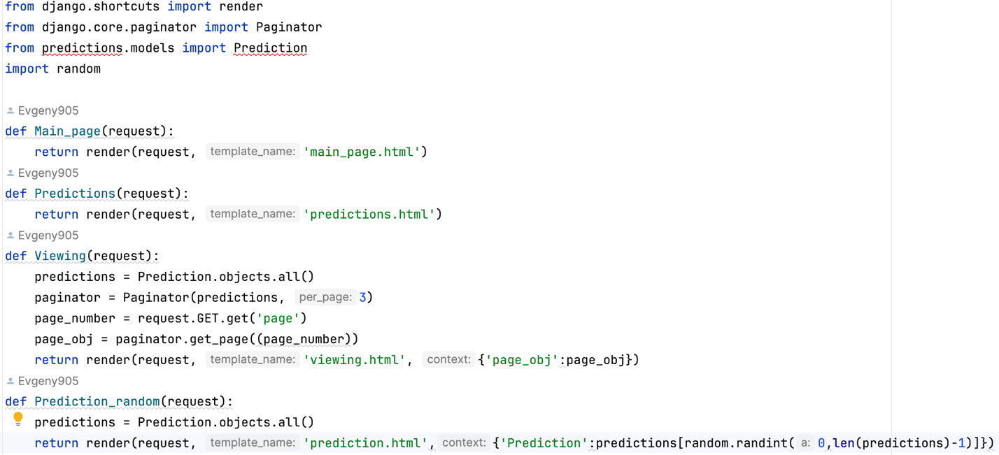 from django.shortcuts import render
from django.core.paginator import Paginator
from predictions.models import Prediction
import random
Evgeny905
def Main_page(request):
    return render(request, template_name: 'main_page.html')
Evgeny905
def Predictions(request):
    return render(request, template_name: 'predictions.html')
Evgeny905
def Viewing(request):
    predictions = Prediction.objects.all()
    paginator = Paginator(predictions, per_page: 3)
    page_number = request.GET.get('page')
    page_obj = paginator.get_page((page_number))
    return render(request, template_name: 'viewing.html', context: {'page_obj':page_obj})
Evgeny905
def Prediction_random(request):
    predictions = Prediction.objects.all()
    return render(request, template_name: 'prediction.html', context: {'Prediction':predictions[random.randint( a: 0,len(predictions)-1)]})